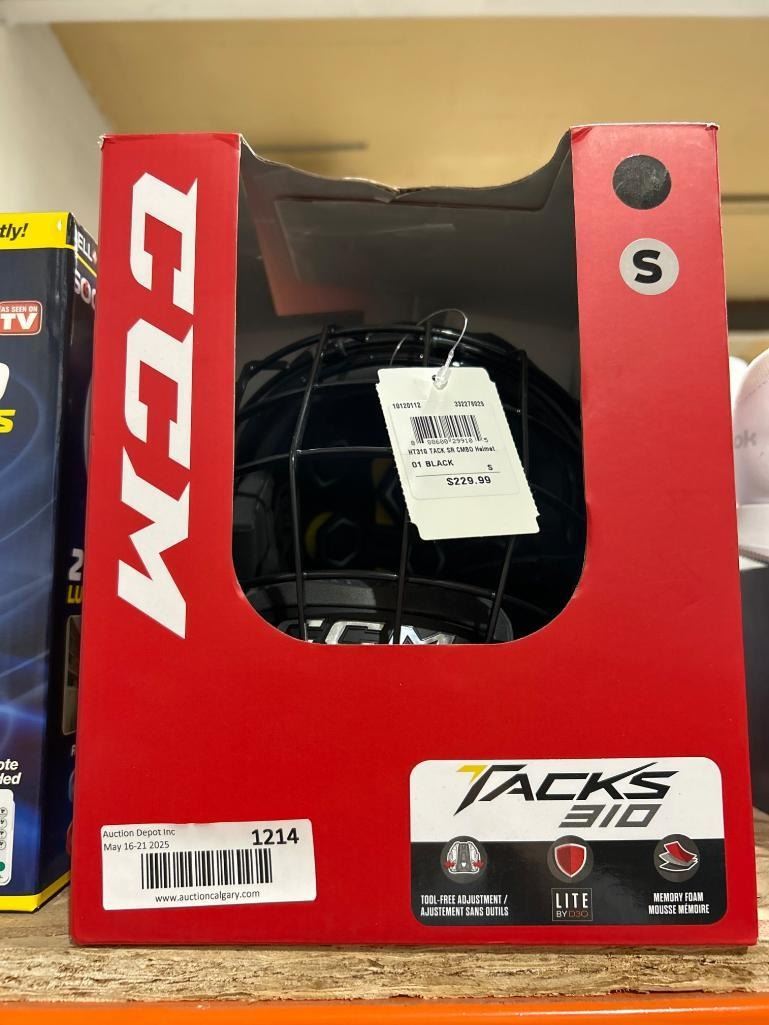 CCM
S
10120112 332276025
HT310 TACK SR CMBO Helmet
01 BLACK S
$229.99
CCM
TACKS
310
TOOL-FREE ADJUSTMENT /
AJUSTEMENT SANS OUTILS
LITE
BY D3O
MEMORY FOAM
MOUSSE MÉMOIRE
Auction Depot Inc
May 16-21 2025
1214
www.auctioncalgary.com
tly!
AS SEEN ON
TV